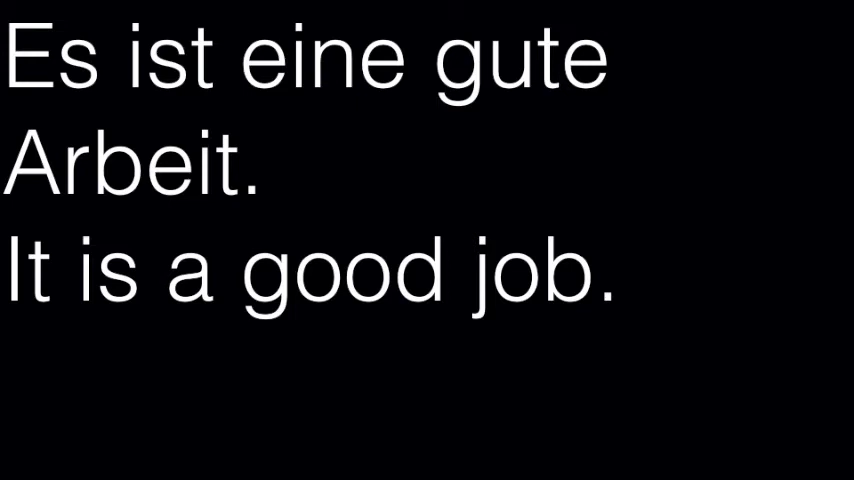 Es ist eine gute
Arbeit.
It is a good job.